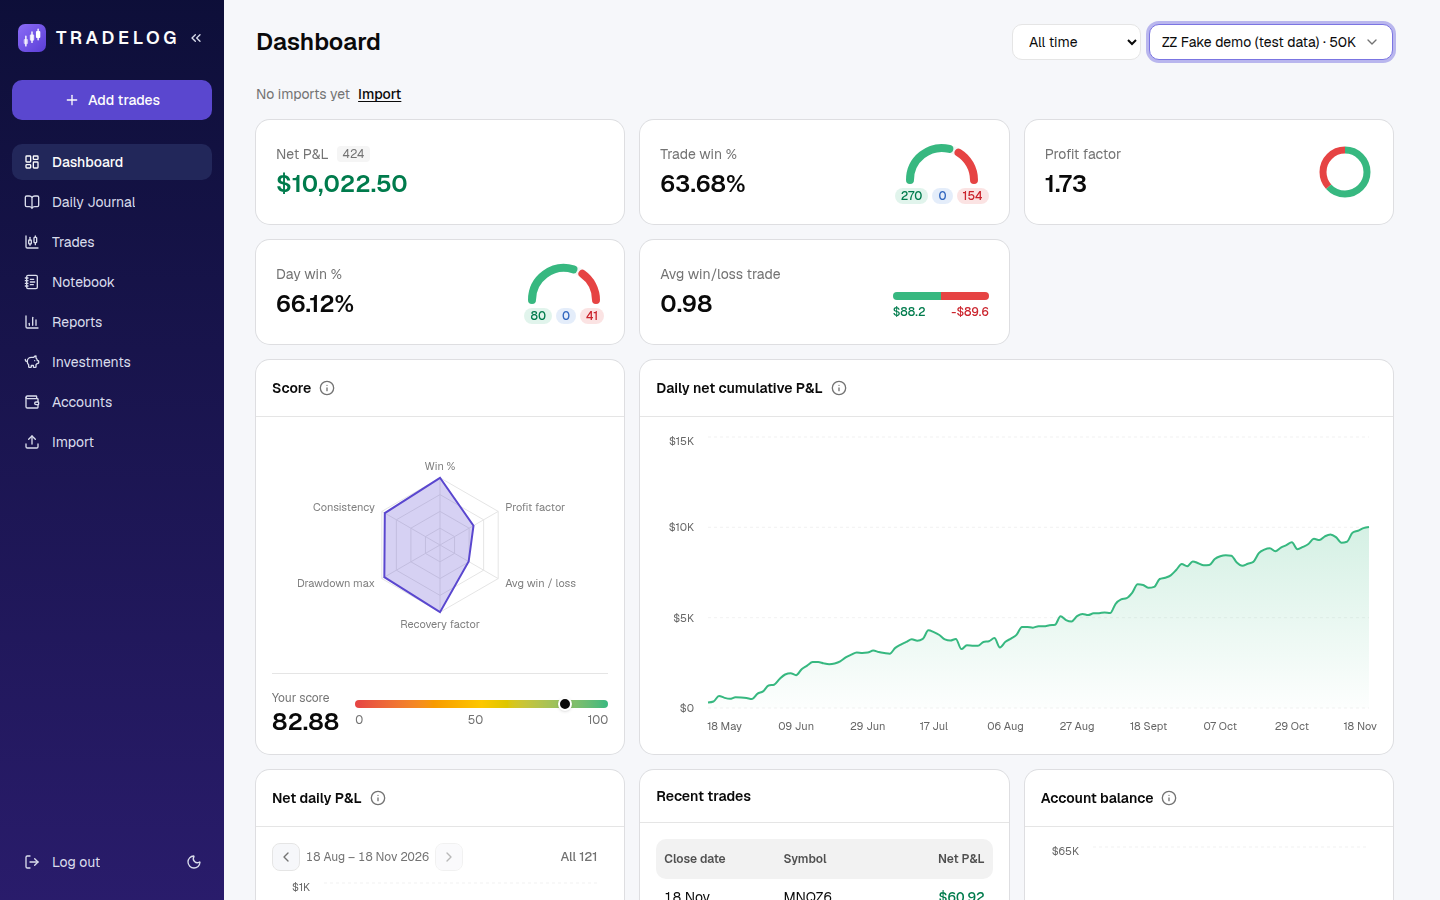 TRADELOG
Add trades
Dashboard
Daily Journal
Trades
Notebook
Reports
Investments
Accounts
Import
Log out
Dashboard
All time
ZZ Fake demo (test data) · 50K
No imports yet Import
Net P&L 424
$10,022.50
Trade win %
63.68%
270 0 154
Profit factor
1.73
Day win %
66.12%
80 0 41
Avg win/loss trade
0.98
$88.2 -$89.6
Score
Win %
Consistency
Profit factor
Drawdown max
Avg win / loss
Recovery factor
Your score
82.88
0 50 100
Daily net cumulative P&L
$15K
$10K
$5K
$0
18 May 09 Jun 29 Jun 17 Jul 06 Aug 27 Aug 18 Sept 07 Oct 29 Oct 18 Nov
Net daily P&L
18 Aug – 18 Nov 2026
All 121
$1K
Recent trades
Close date Symbol Net P&L
18 Nov MNQZ6 $60.92
Account balance
$65K